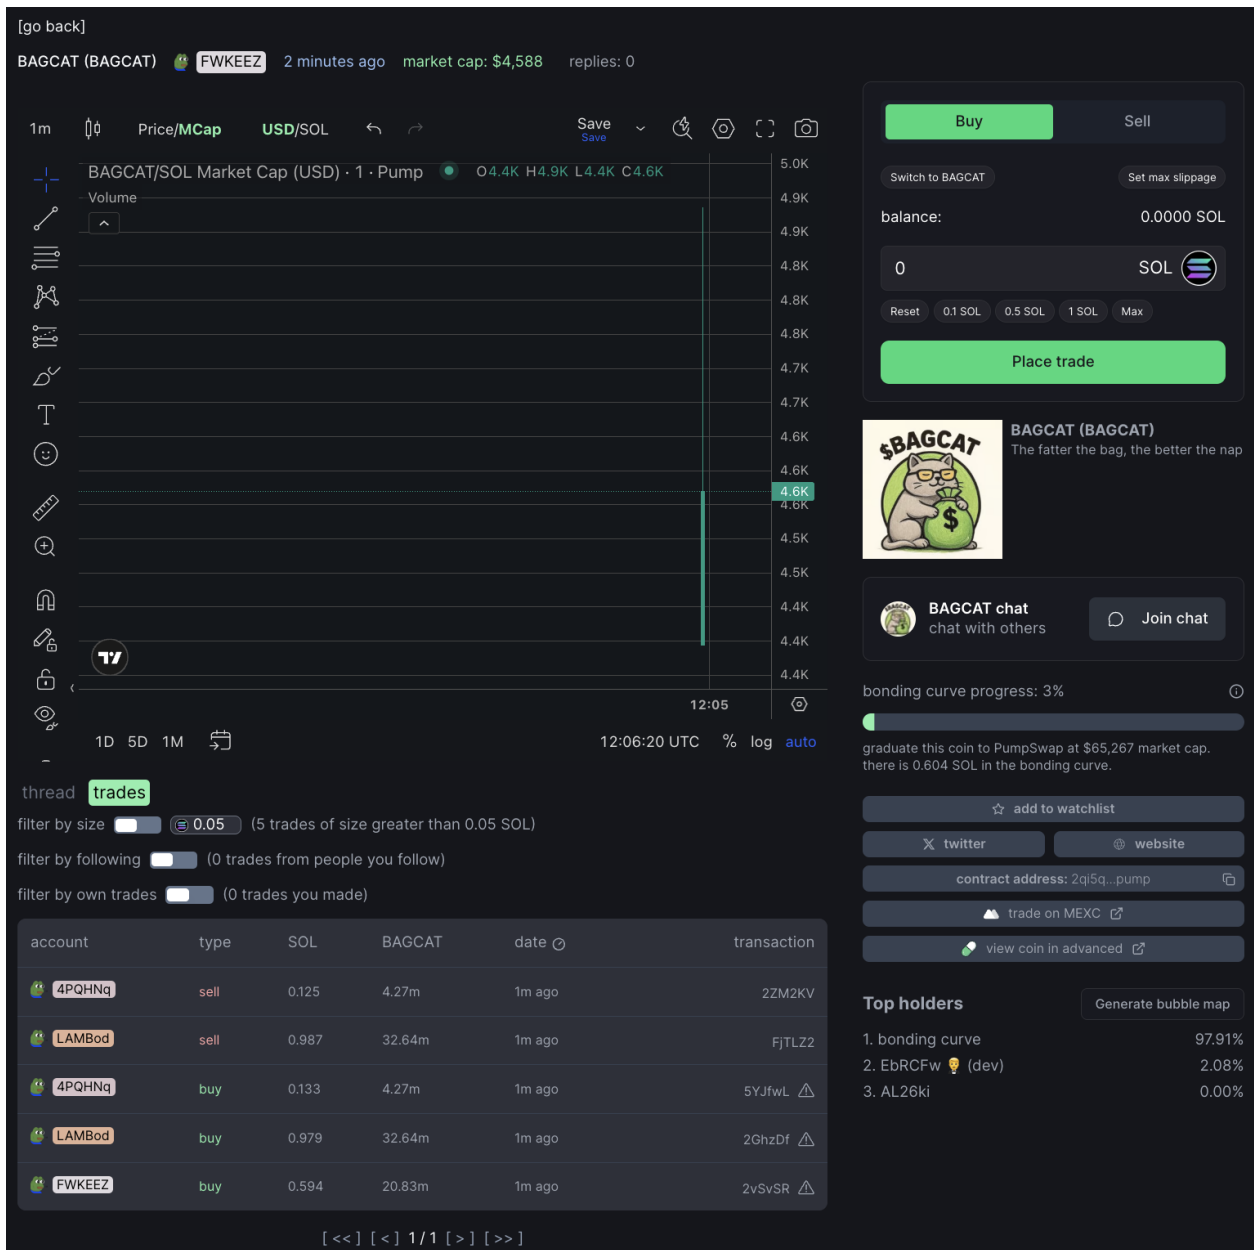 [go back]
BAGCAT (BAGCAT) FWKEEZ 2 minutes ago market cap: $4,588 replies: 0
1m Price/MCap USD/SOL Save
Save
BAGCAT/SOL Market Cap (USD) · 1 · Pump O4.4K H4.9K L4.4K C4.6K
Volume
5.0K
4.9K
4.9K
4.8K
4.8K
4.8K
4.7K
4.7K
4.6K
4.6K
4.6K
4.6K
4.5K
4.5K
4.4K
4.4K
4.4K
12:05
1D 5D 1M 12:06:20 UTC % log auto
thread trades
filter by size 0.05 (5 trades of size greater than 0.05 SOL)
filter by following (0 trades from people you follow)
filter by own trades (0 trades you made)
account type SOL BAGCAT date transaction
4PQHNq sell 0.125 4.27m 1m ago 2ZM2KV
LAMBod sell 0.987 32.64m 1m ago FjTLZ2
4PQHNq buy 0.133 4.27m 1m ago 5YJfwL
LAMBod buy 0.979 32.64m 1m ago 2GhzDf
FWKEEZ buy 0.594 20.83m 1m ago 2vSvSR
[ << ] [ < ] 1 / 1 [ > ] [ >> ]
Buy Sell
Switch to BAGCAT Set max slippage
balance: 0.0000 SOL
0 SOL
Reset 0.1 SOL 0.5 SOL 1 SOL Max
Place trade
$BAGCAT
$
BAGCAT (BAGCAT)
The fatter the bag, the better the nap
BAGCAT chat
chat with others
Join chat
bonding curve progress: 3%
graduate this coin to PumpSwap at $65,267 market cap.
there is 0.604 SOL in the bonding curve.
add to watchlist
twitter website
contract address: 2qi5q...pump
trade on MEXC
view coin in advanced
Top holders Generate bubble map
1. bonding curve 97.91%
2. EbRCFw (dev) 2.08%
3. AL26ki 0.00%